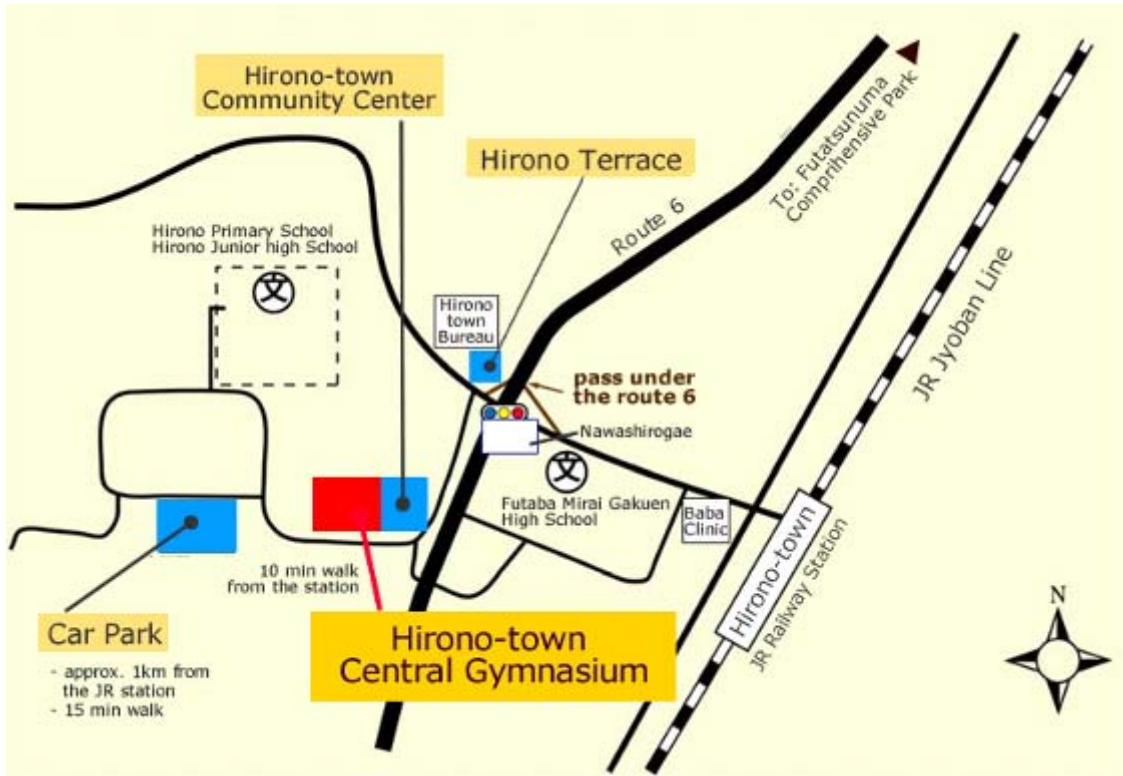 Hirono-town
Community Center
Hirono Terrace
Route 6
To: Futatsunuma
Comprihensive Park
Hirono Primary School
Hirono Junior high School
文
Hirono
town
Bureau
pass under
the route 6
JR Jyoban Line
Nawashirogae
文
Futaba Mirai Gakuen
High School
Baba
Clinic
Hirono-town
JR Railway Station
10 min walk
from the station
Hirono-town
Central Gymnasium
Car Park
- approx. 1km from
the JR station
- 15 min walk
N